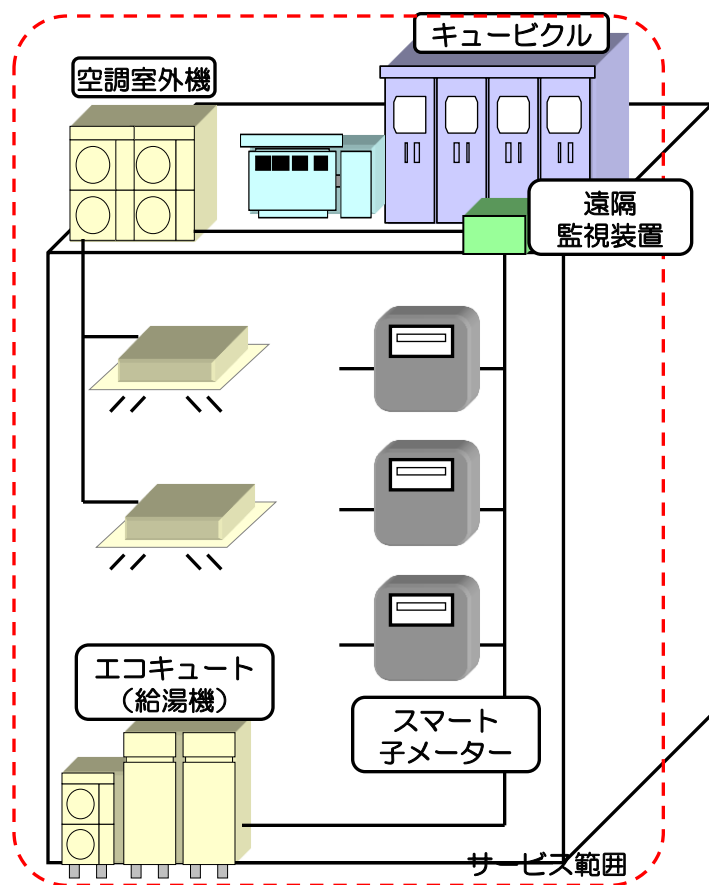 キュービクル
空調室外機
遠隔
監視装置
エコキュート
（給湯機）
スマート
子メーター
サービス範囲